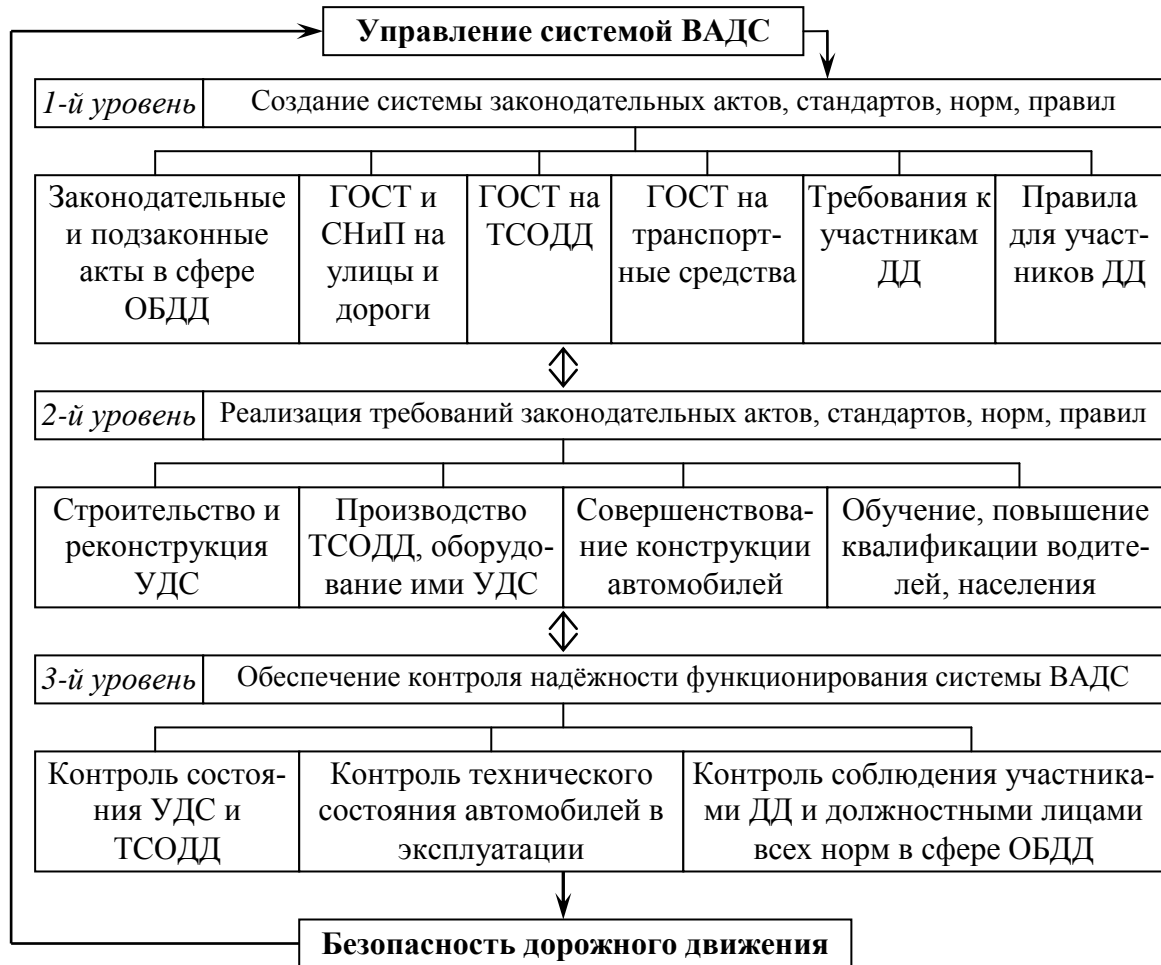 Управление системой ВАДС
1-й уровень
Создание системы законодательных актов, стандартов, норм, правил
Законодательные
и подзаконные
акты в сфере
ОБДД
ГОСТ и
СНиП на
улицы и
дороги
ГОСТ на
ТСОДД
ГОСТ на
транспорт-
ные средства
Требования к
участникам
ДД
Правила
для участ-
ников ДД
2-й уровень
Реализация требований законодательных актов, стандартов, норм, правил
Строительство и
реконструкция
УДС
Производство
ТСОДД, оборудо-
вание ими УДС
Совершенствова-
ние конструкции
автомобилей
Обучение, повышение
квалификации водите-
лей, населения
3-й уровень
Обеспечение контроля надёжности функционирования системы ВАДС
Контроль состоя-
ния УДС и
ТСОДД
Контроль технического
состояния автомобилей в
эксплуатации
Контроль соблюдения участника-
ми ДД и должностными лицами
всех норм в сфере ОБДД
Безопасность дорожного движения